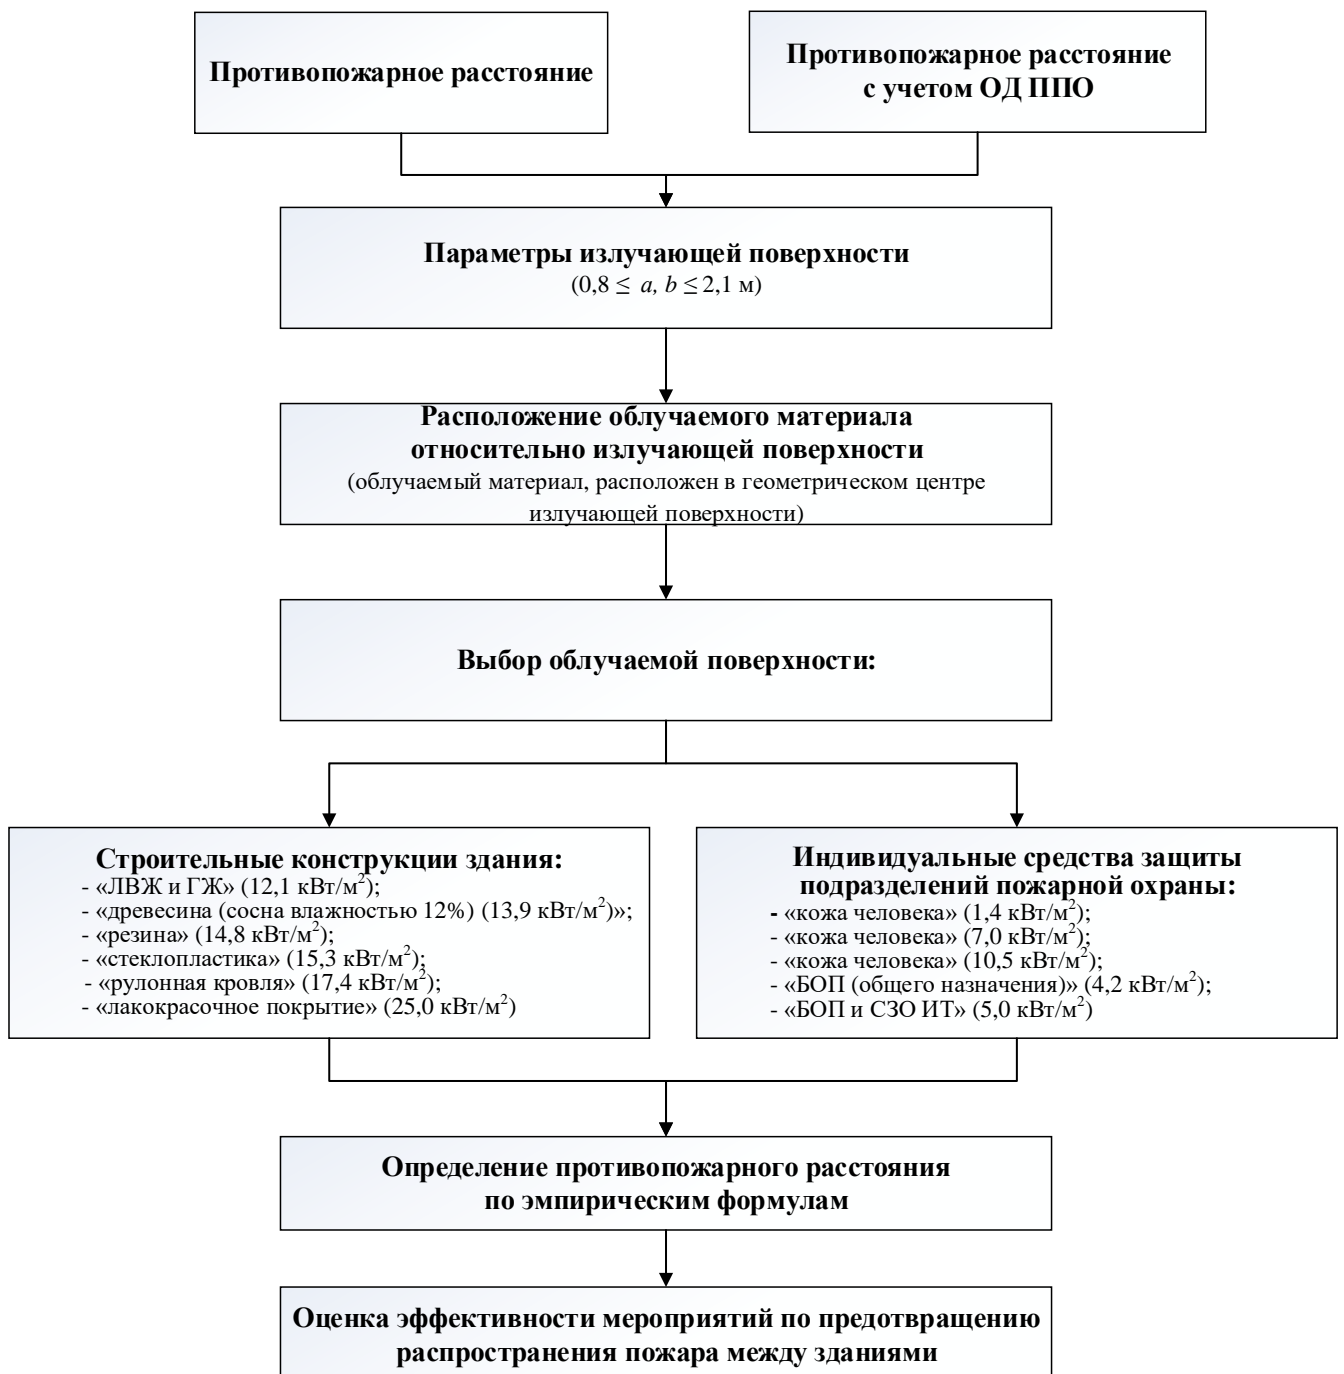 Противопожарное расстояние
Противопожарное расстояние
с учетом ОД ППО
Параметры излучающей поверхности
(0,8 ≤ a, b ≤ 2,1 м)
Расположение облучаемого материала
относительно излучающей поверхности
(облучаемый материал, расположен в геометрическом центре
излучающей поверхности)
Выбор облучаемой поверхности:
Строительные конструкции здания:
- «ЛВЖ и ГЖ» (12,1 кВт/м²);
- «древесина (сосна влажностью 12%) (13,9 кВт/м²)»;
- «резина» (14,8 кВт/м²);
- «стеклопластика» (15,3 кВт/м²);
- «рулонная кровля» (17,4 кВт/м²);
- «лакокрасочное покрытие» (25,0 кВт/м²)
Индивидуальные средства защиты
подразделений пожарной охраны:
- «кожа человека» (1,4 кВт/м²);
- «кожа человека» (7,0 кВт/м²);
- «кожа человека» (10,5 кВт/м²);
- «БОП (общего назначения)» (4,2 кВт/м²);
- «БОП и СЗО ИТ» (5,0 кВт/м²)
Определение противопожарного расстояния
по эмпирическим формулам
Оценка эффективности мероприятий по предотвращению
распространения пожара между зданиями